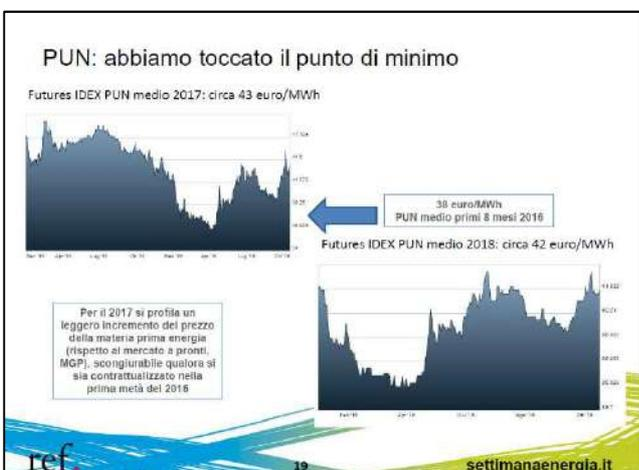 PUN: abbiamo toccato il punto di minimo
Futures IDEX PUN medio 2017: circa 43 euro/MWh
38 euro/MWh
PUN medio primi 8 mesi 2016
Futures IDEX PUN medio 2018: circa 42 euro/MWh
Per il 2017 si profila un
leggero incremento del prezzo
della materia prima energia
(rispetto al mercato a pronti,
MGP), scongiurabile qualora si
sia contrattualizzato nella
prima metà del 2016
ref.
19
settimanaenergia.it